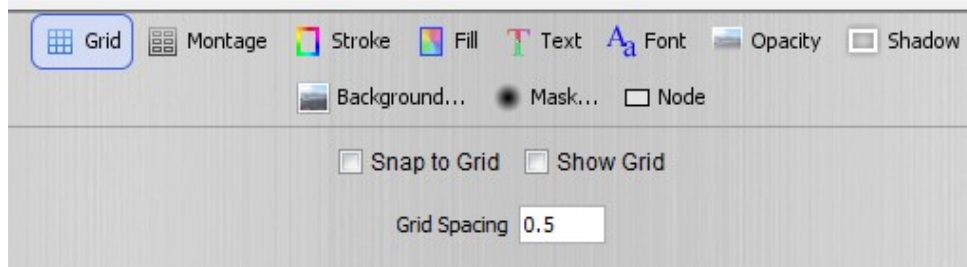 Grid Montage Stroke Fill Text Font Opacity Shadow
Background... Mask... Node
Snap to Grid Show Grid
Grid Spacing 0.5